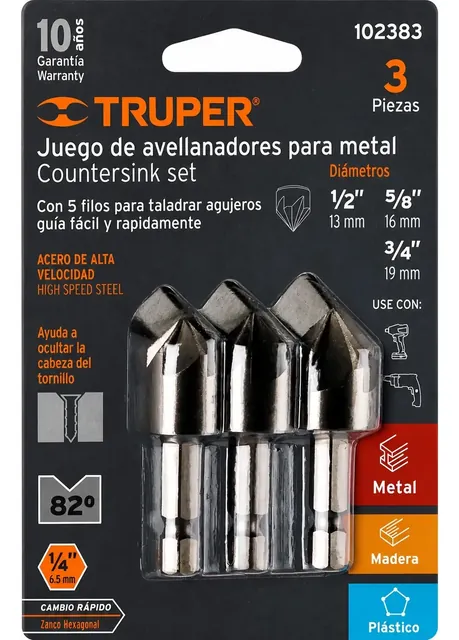 10 años
Garantía
Warranty
102383
3
Piezas
TRUPER®
Juego de avellanadores para metal
Countersink set
Diámetros
Con 5 filos para taladrar agujeros
guía fácil y rapidamente
1/2" 5/8"
13 mm 16 mm
3/4"
19 mm
ACERO DE ALTA
VELOCIDAD
HIGH SPEED STEEL
USE CON:
Ayuda a
ocultar la
cabeza del
tornillo
82º
Metal
1/4"
6.5 mm
Madera
CAMBIO RÁPIDO
Zanco Hexagonal
Plástico